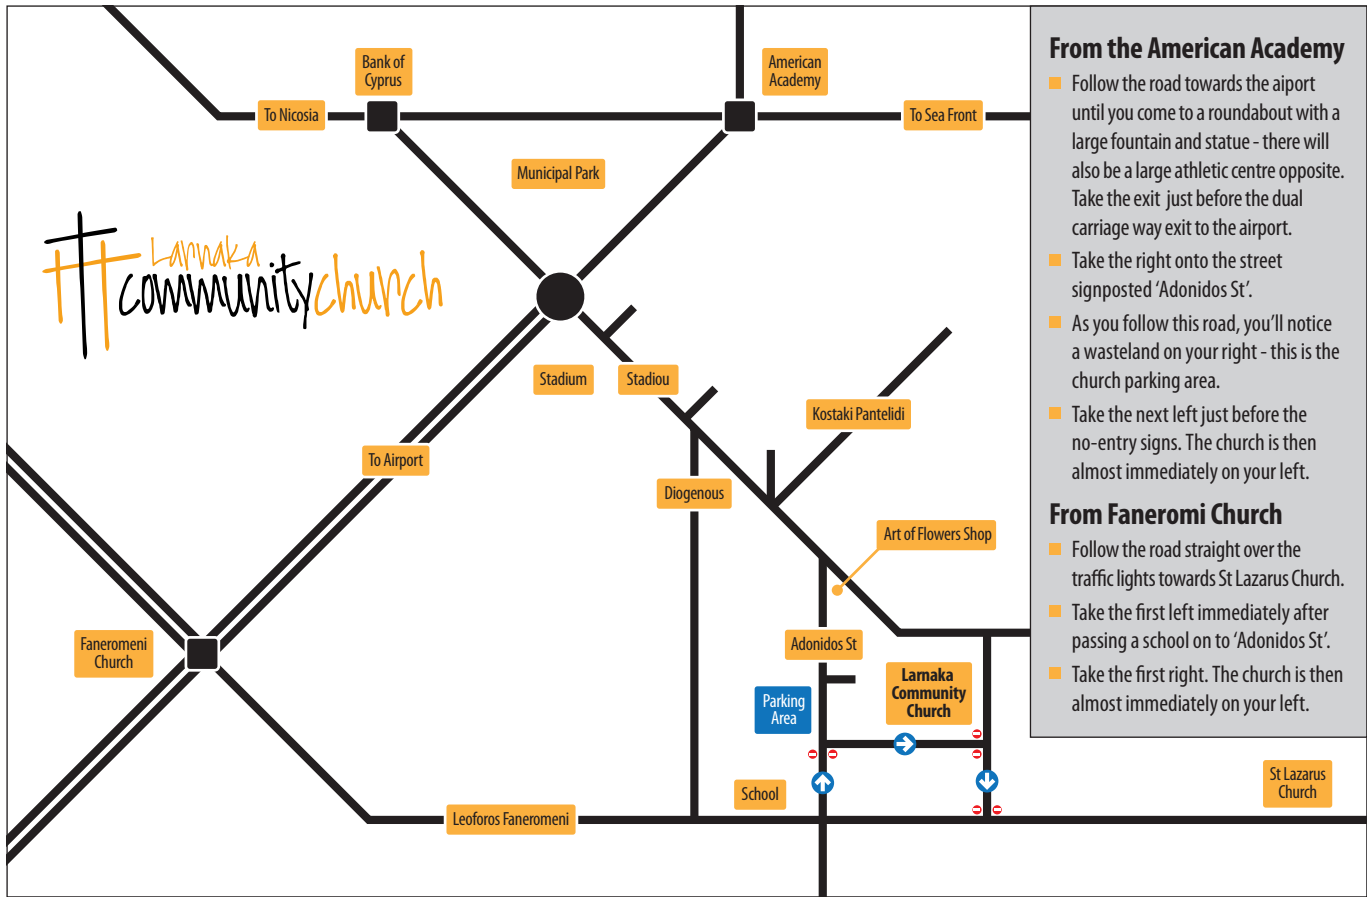 Bank of
Cyprus
American
Academy
To Nicosia
To Sea Front
Municipal Park
Larnaka
communitychurch
Stadium
Stadiou
Kostaki Pantelidi
To Airport
Diogenous
Art of Flowers Shop
Faneromeni
Church
Adonidos St
Larnaka
Community
Church
Parking
Area
School
St Lazarus
Church
Leoforos Faneromeni
From the American Academy
Follow the road towards the aiport
until you come to a roundabout with a
large fountain and statue - there will
also be a large athletic centre opposite.
Take the exit just before the dual
carriage way exit to the airport.
Take the right onto the street
signposted ‘Adonidos St’.
As you follow this road, you’ll notice
a wasteland on your right - this is the
church parking area.
Take the next left just before the
no-entry signs. The church is then
almost immediately on your left.
From Faneromi Church
Follow the road straight over the
traffic lights towards St Lazarus Church.
Take the first left immediately after
passing a school on to ‘Adonidos St’.
Take the first right. The church is then
almost immediately on your left.